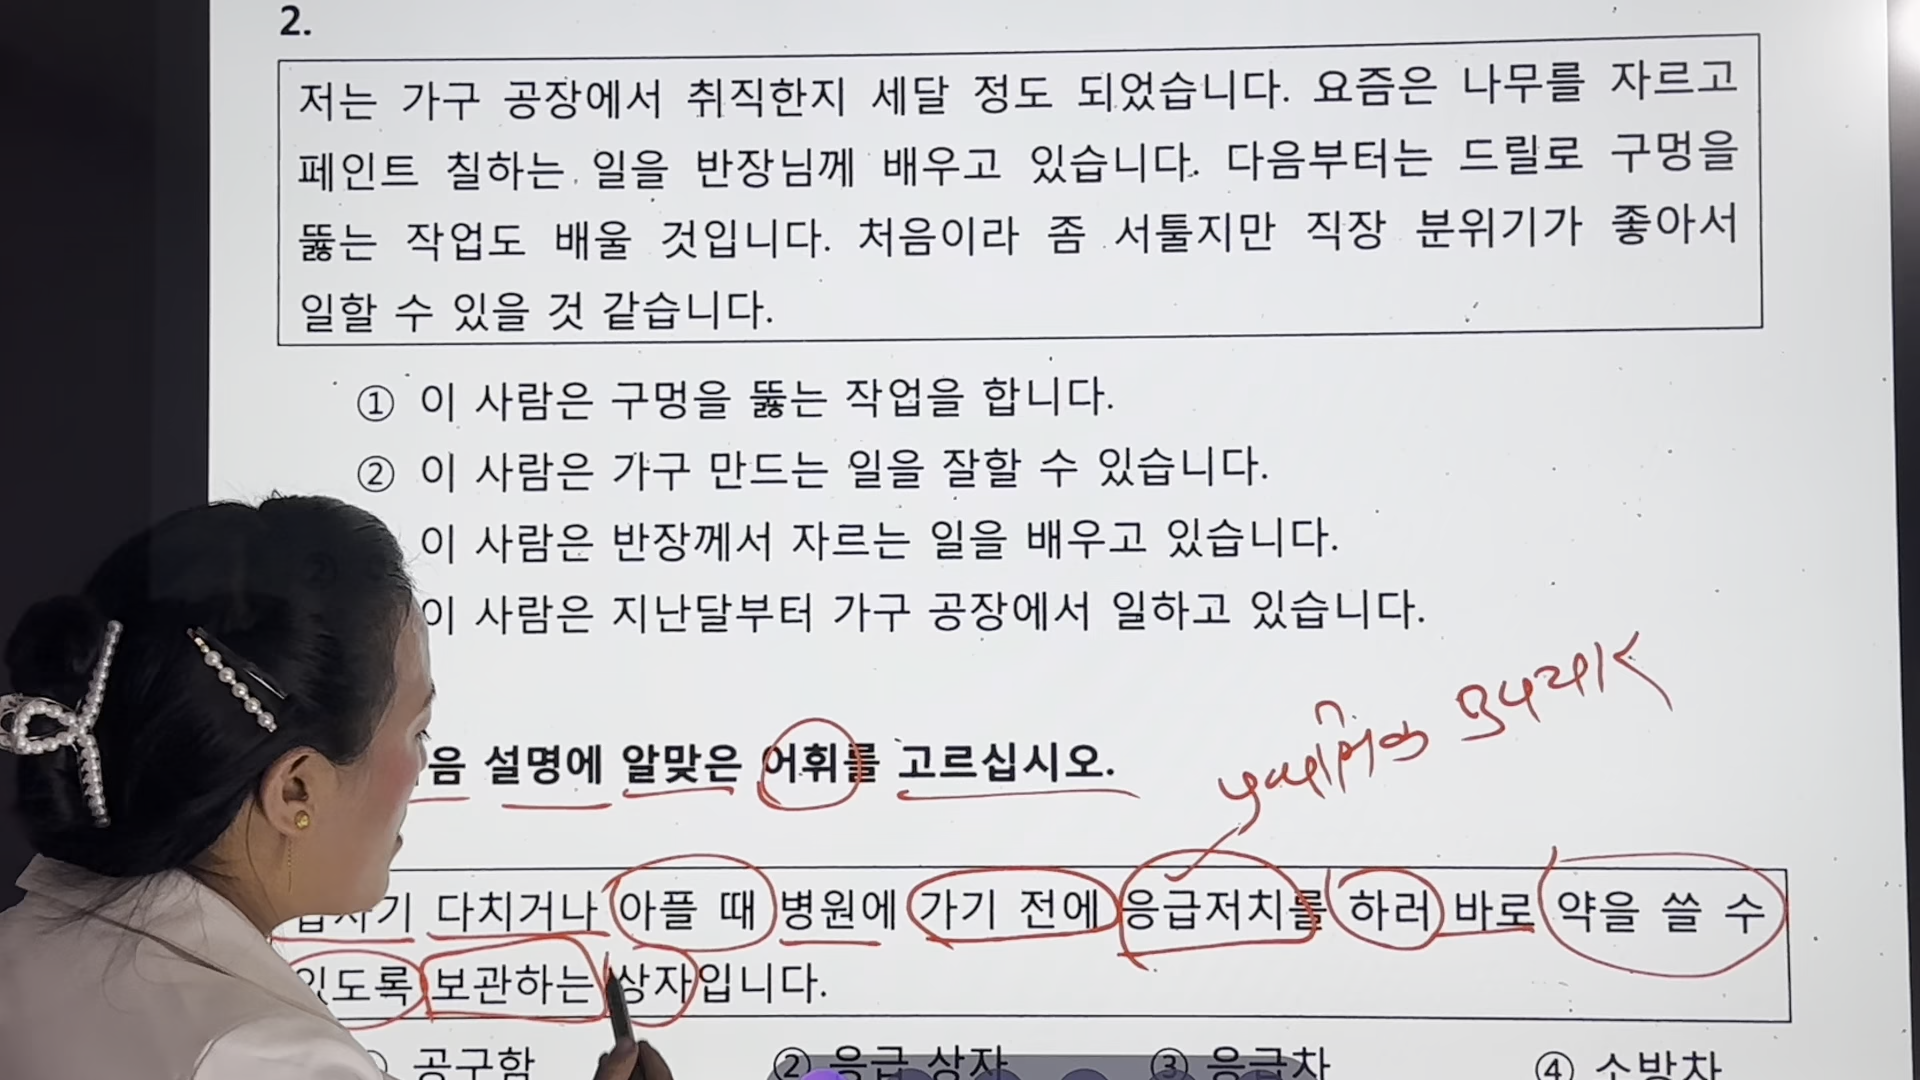 2.
저는 가구 공장에서 취직한지 세달 정도 되었습니다. 요즘은 나무를 자르고
페인트 칠하는 일을 반장님께 배우고 있습니다. 다음부터는 드릴로 구멍을
뚫는 작업도 배울 것입니다. 처음이라 좀 서툴지만 직장 분위기가 좋아서
일할 수 있을 것 같습니다.
① 이 사람은 구멍을 뚫는 작업을 합니다.
② 이 사람은 가구 만드는 일을 잘할 수 있습니다.
이 사람은 반장께서 자르는 일을 배우고 있습니다.
이 사람은 지난달부터 가구 공장에서 일하고 있습니다.
음 설명에 알맞은 어휘를 고르십시오.
다치거나 아플 때 병원에 가기 전에 응급저치를 하러 바로 약을 쓸 수
있도록 보관하는 상자입니다.
공구함 ② 응급 상자 ③ 응급차 ④ 소방차